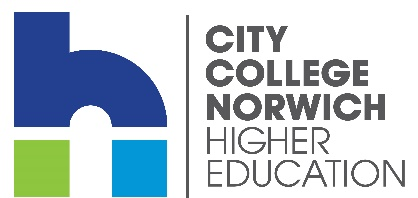 CITY
COLLEGE
NORWICH
HIGHER
EDUCATION